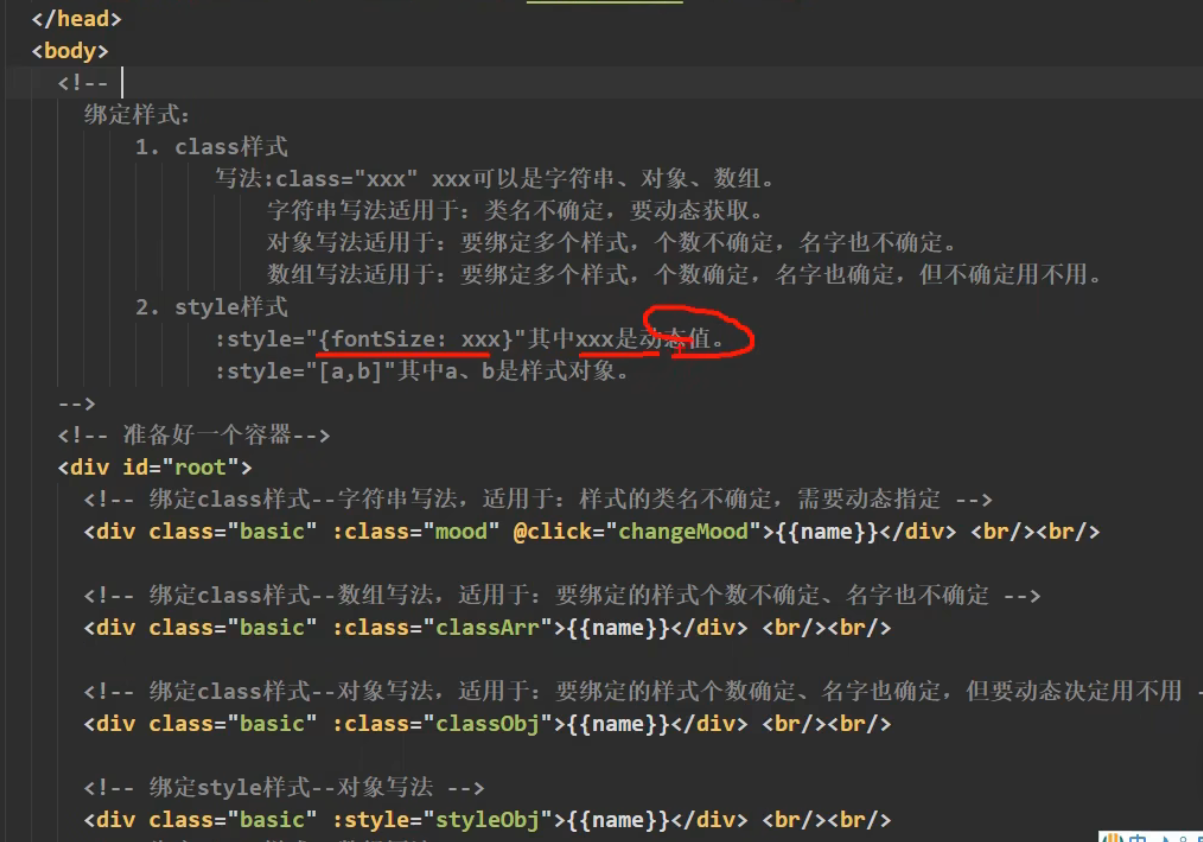 </head>
<body>
<!--
绑定样式：
1. class样式
写法:class="xxx" xxx可以是字符串、对象、数组。
字符串写法适用于：类名不确定，要动态获取。
对象写法适用于：要绑定多个样式，个数不确定，名字也不确定。
数组写法适用于：要绑定多个样式，个数确定，名字也确定，但不确定用不用。
2. style样式
:style="{fontSize: xxx}"其中xxx是动态值。
:style="[a,b]"其中a、b是样式对象。
-->
<!-- 准备好一个容器-->
<div id="root">
<!-- 绑定class样式--字符串写法，适用于：样式的类名不确定，需要动态指定 -->
<div class="basic" :class="mood" @click="changeMood">{{name}}</div> <br/><br/>
<!-- 绑定class样式--数组写法，适用于：要绑定的样式个数不确定、名字也不确定 -->
<div class="basic" :class="classArr">{{name}}</div> <br/><br/>
<!-- 绑定class样式--对象写法，适用于：要绑定的样式个数确定、名字也确定，但要动态决定用不用
<div class="basic" :class="classObj">{{name}}</div> <br/><br/>
<!-- 绑定style样式--对象写法 -->
<div class="basic" :style="styleObj">{{name}}</div> <br/><br/>